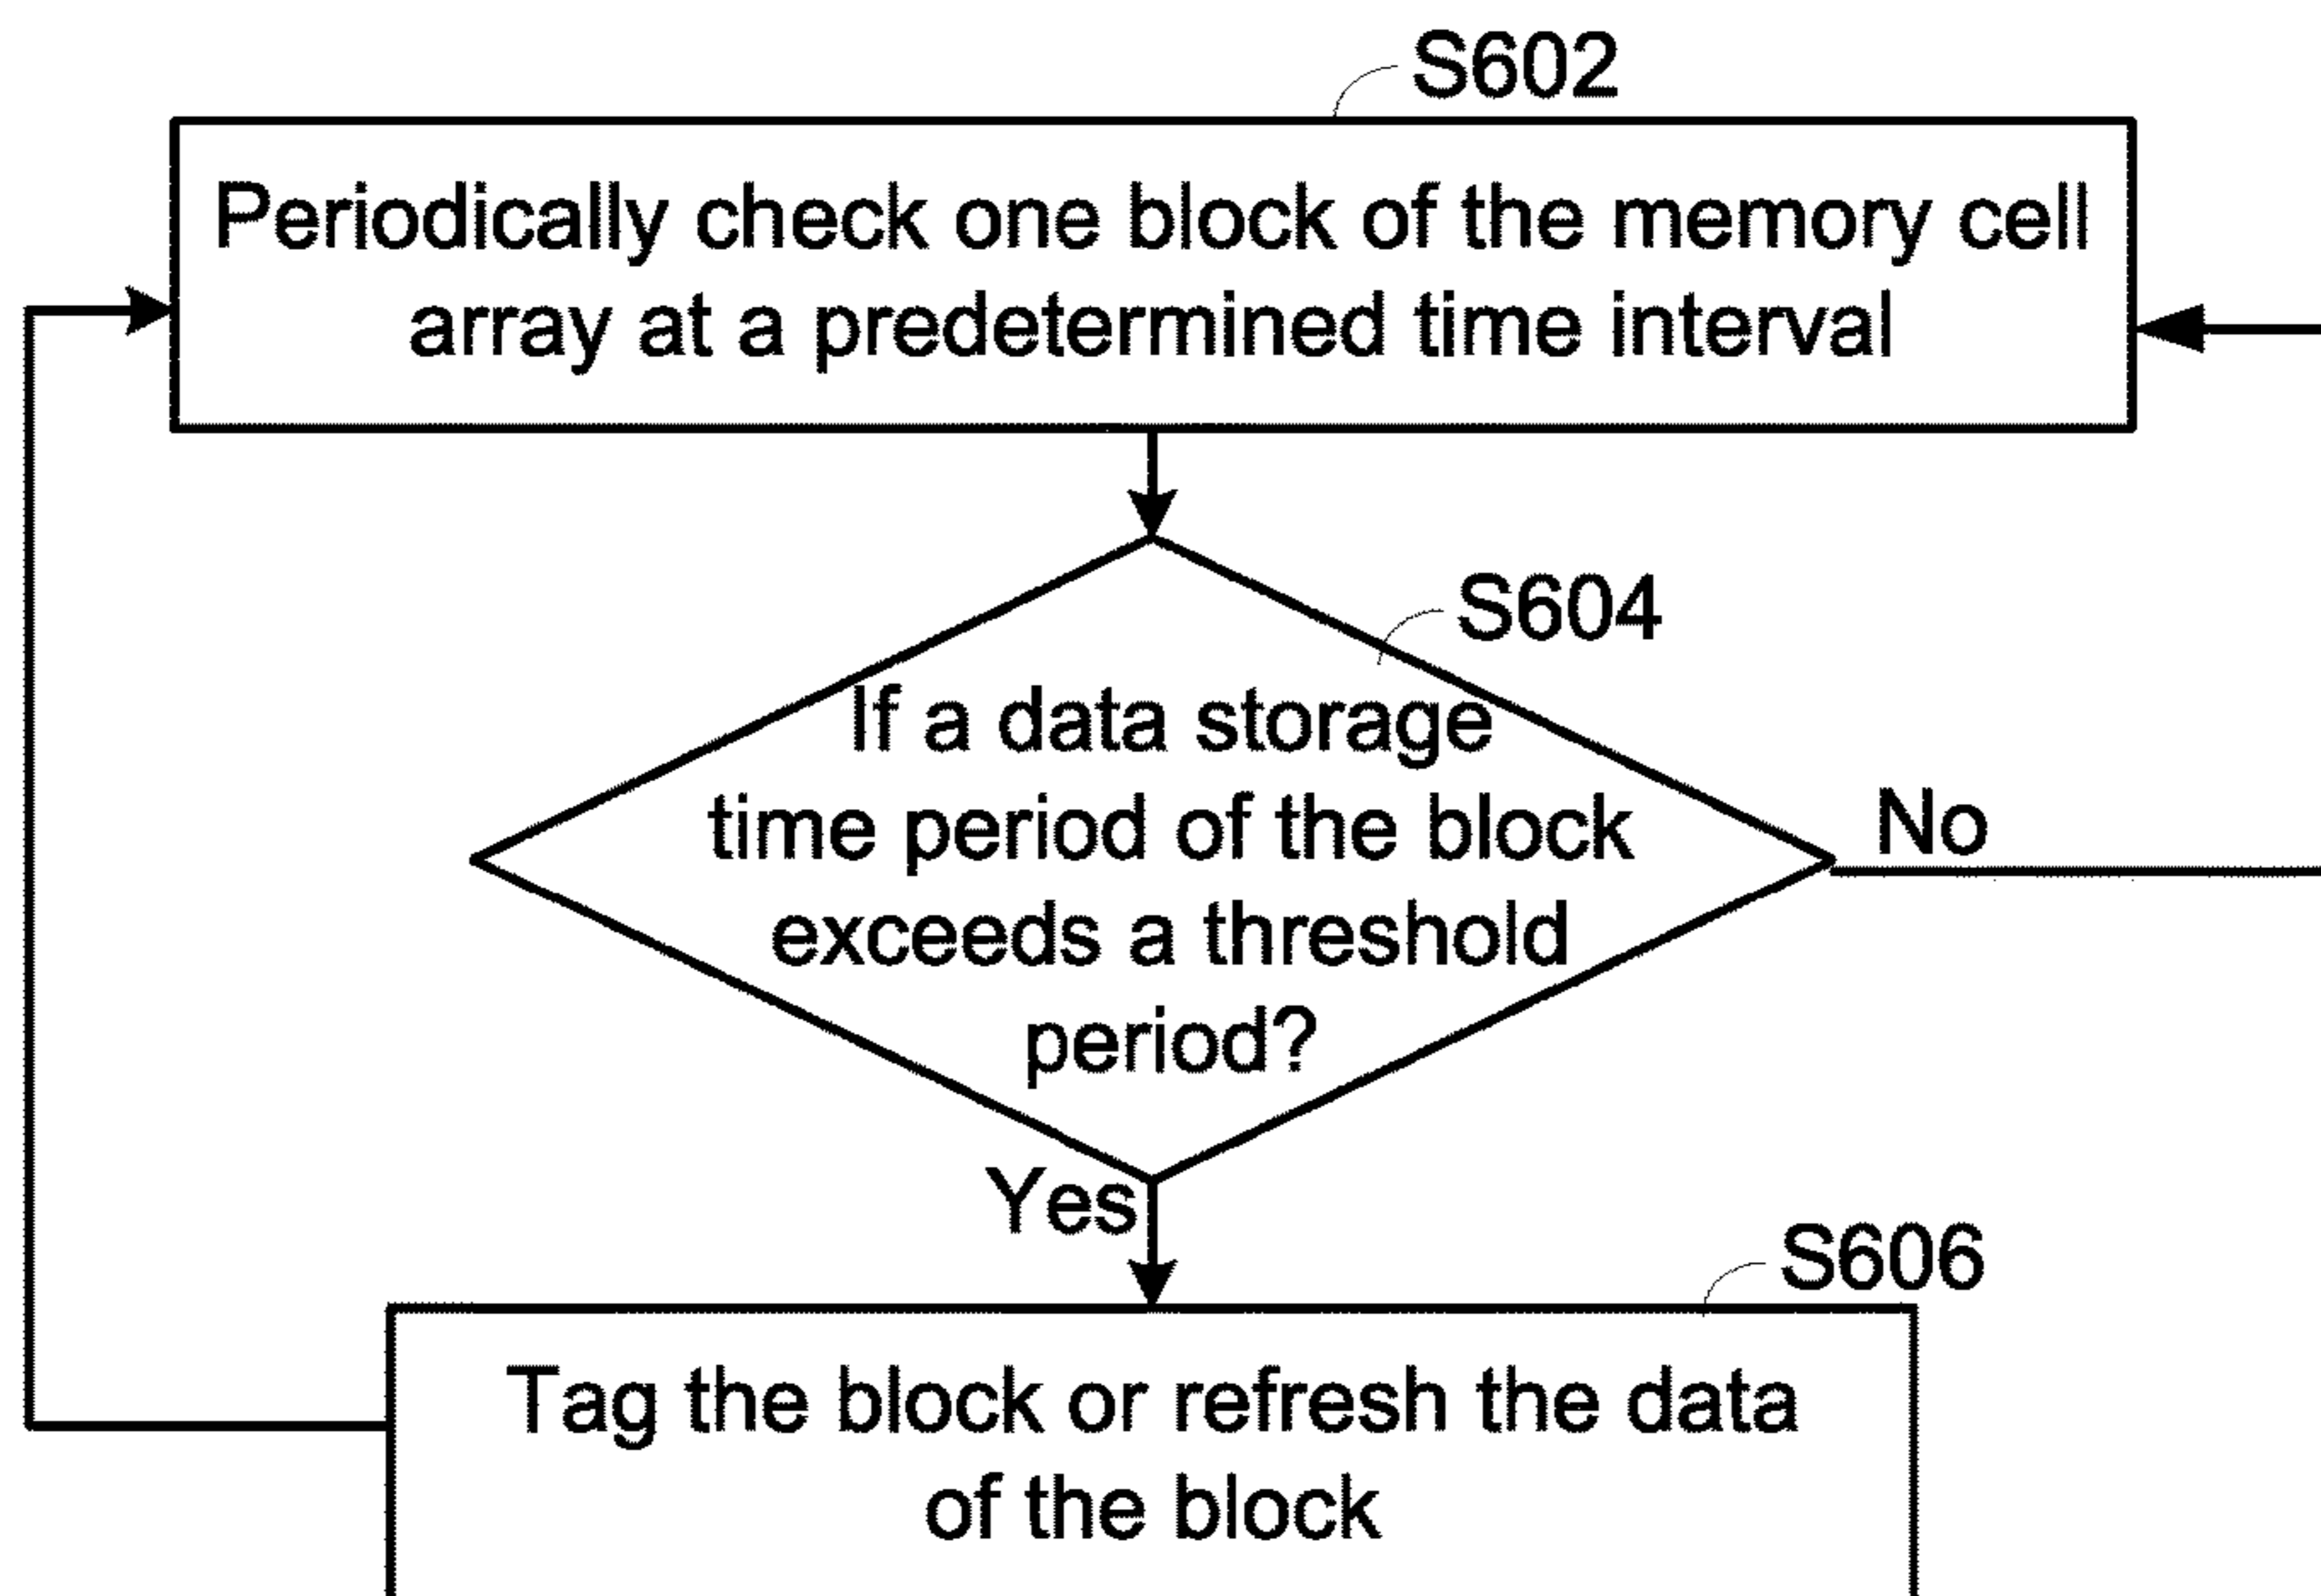 S602
Periodically check one block of the memory cell
array at a predetermined time interval
S604
If a data storage
time period of the block
exceeds a threshold
period?
No
Yes
S606
Tag the block or refresh the data
of the block